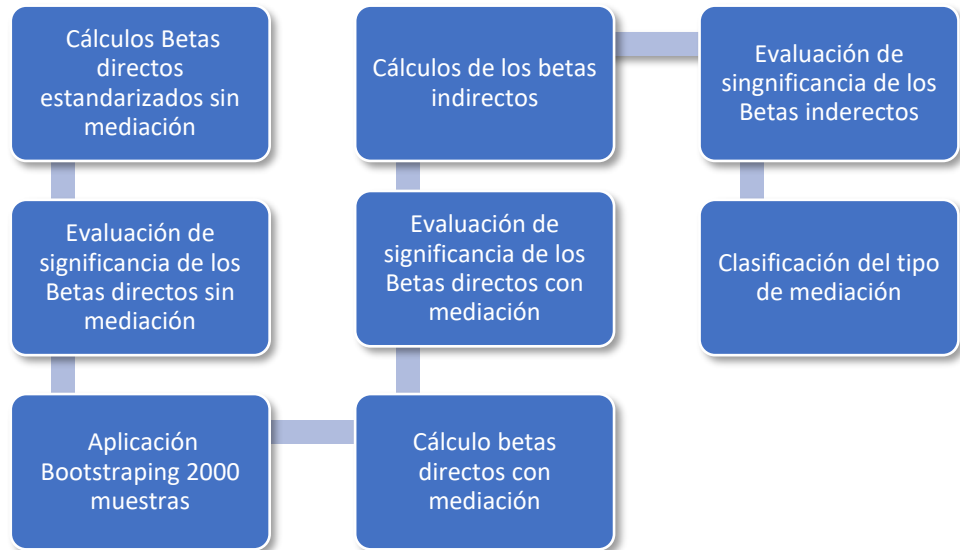 Cálculos Betas
directos
estandarizados sin
mediación
Evaluación de
significancia de los
Betas directos sin
mediación
Aplicación
Bootstraping 2000
muestras
Cálculo betas
directos con
mediación
Evaluación de
significancia de los
Betas directos con
mediación
Cálculos de los betas
indirectos
Evaluación de
singnificancia de los
Betas inderectos
Clasificación del tipo
de mediación